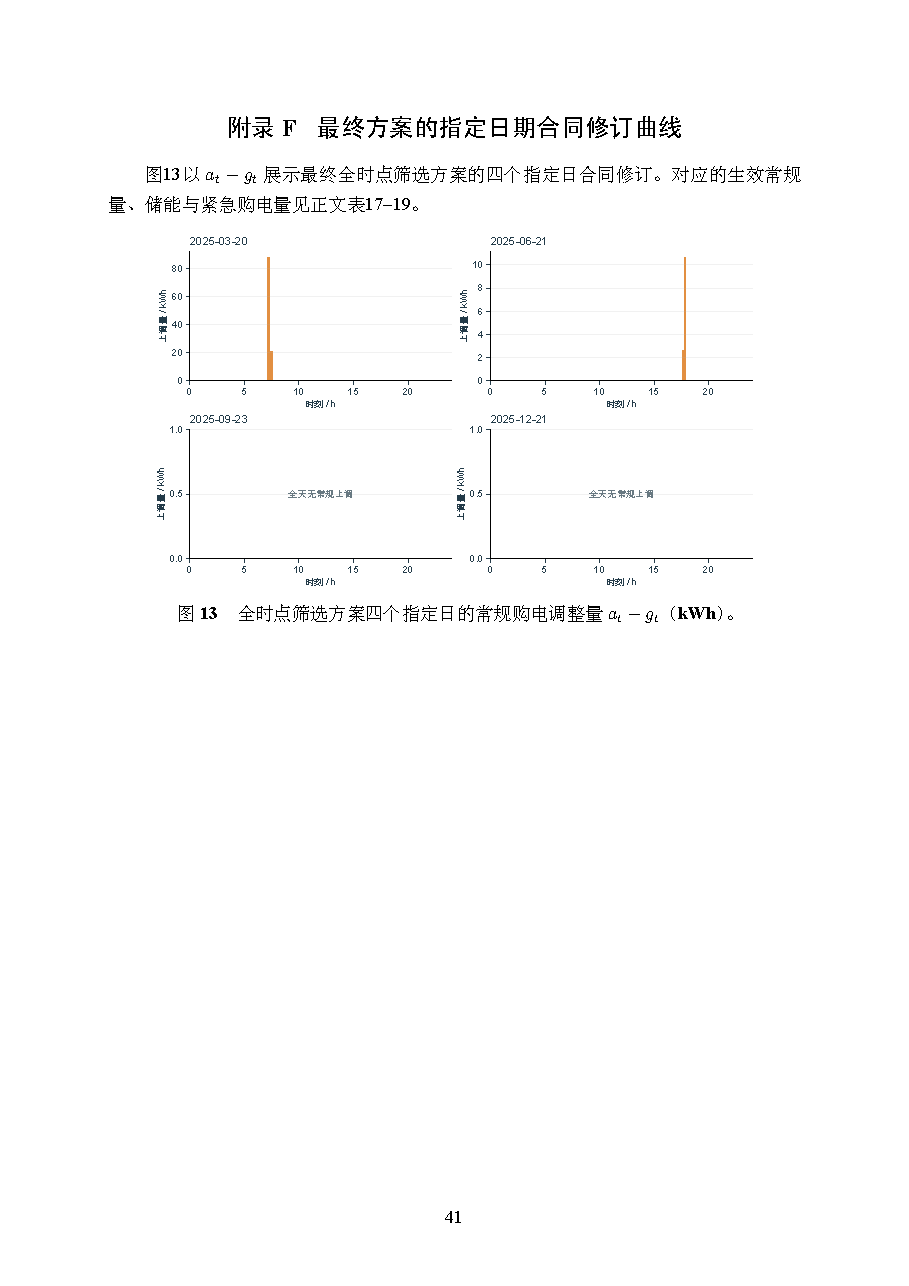 附录 F 最终方案的指定日期合同修订曲线
图13以 aₜ − gₜ 展示最终全时点筛选方案的四个指定日合同修订。对应的生效常规
量、储能与紧急购电量见正文表17–19。
2025-03-20
80
60
40
20
0
上调量 / kWh
0 5 10 15 20
时刻 / h
2025-06-21
10
8
6
4
2
0
上调量 / kWh
0 5 10 15 20
时刻 / h
2025-09-23
1.0
0.5
0.0
上调量 / kWh
全天无常规上调
0 5 10 15 20
时刻 / h
2025-12-21
1.0
0.5
0.0
上调量 / kWh
全天无常规上调
0 5 10 15 20
时刻 / h
图 13 全时点筛选方案四个指定日的常规购电调整量 aₜ − gₜ（kWh）。
41